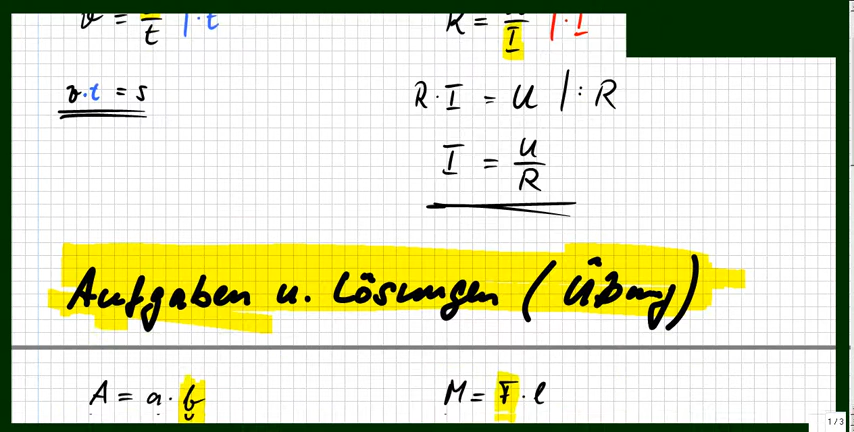 v = s/t |·t
R = U/I |·I
v·t = s
R·I = U |:R
I = U/R
Aufgaben u. Lösungen (Übung)
A = a·b
M = F·l
1/3